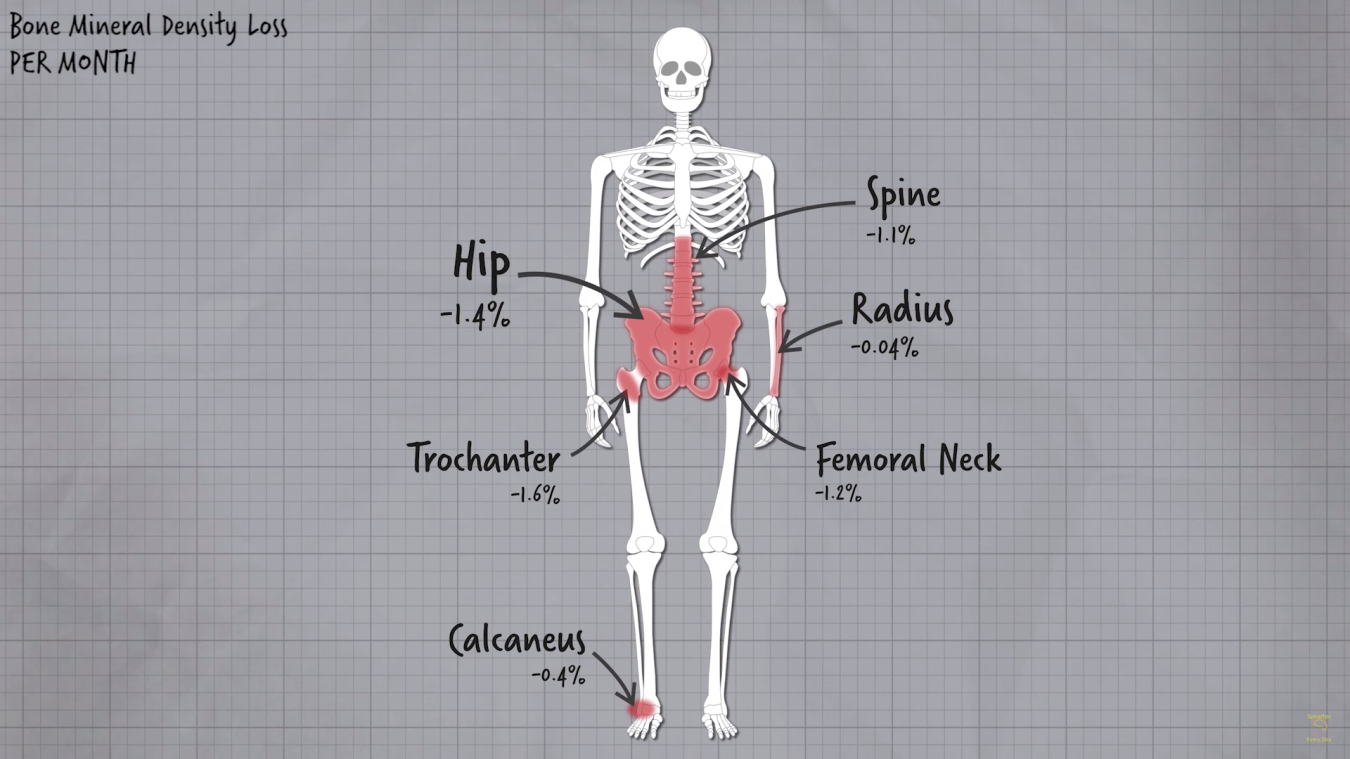 Bone Mineral Density Loss
PER MONTH
Spine
-1.1%
Hip
-1.4%
Radius
-0.04%
Trochanter
-1.6%
Femoral Neck
-1.2%
Calcaneus
-0.4%